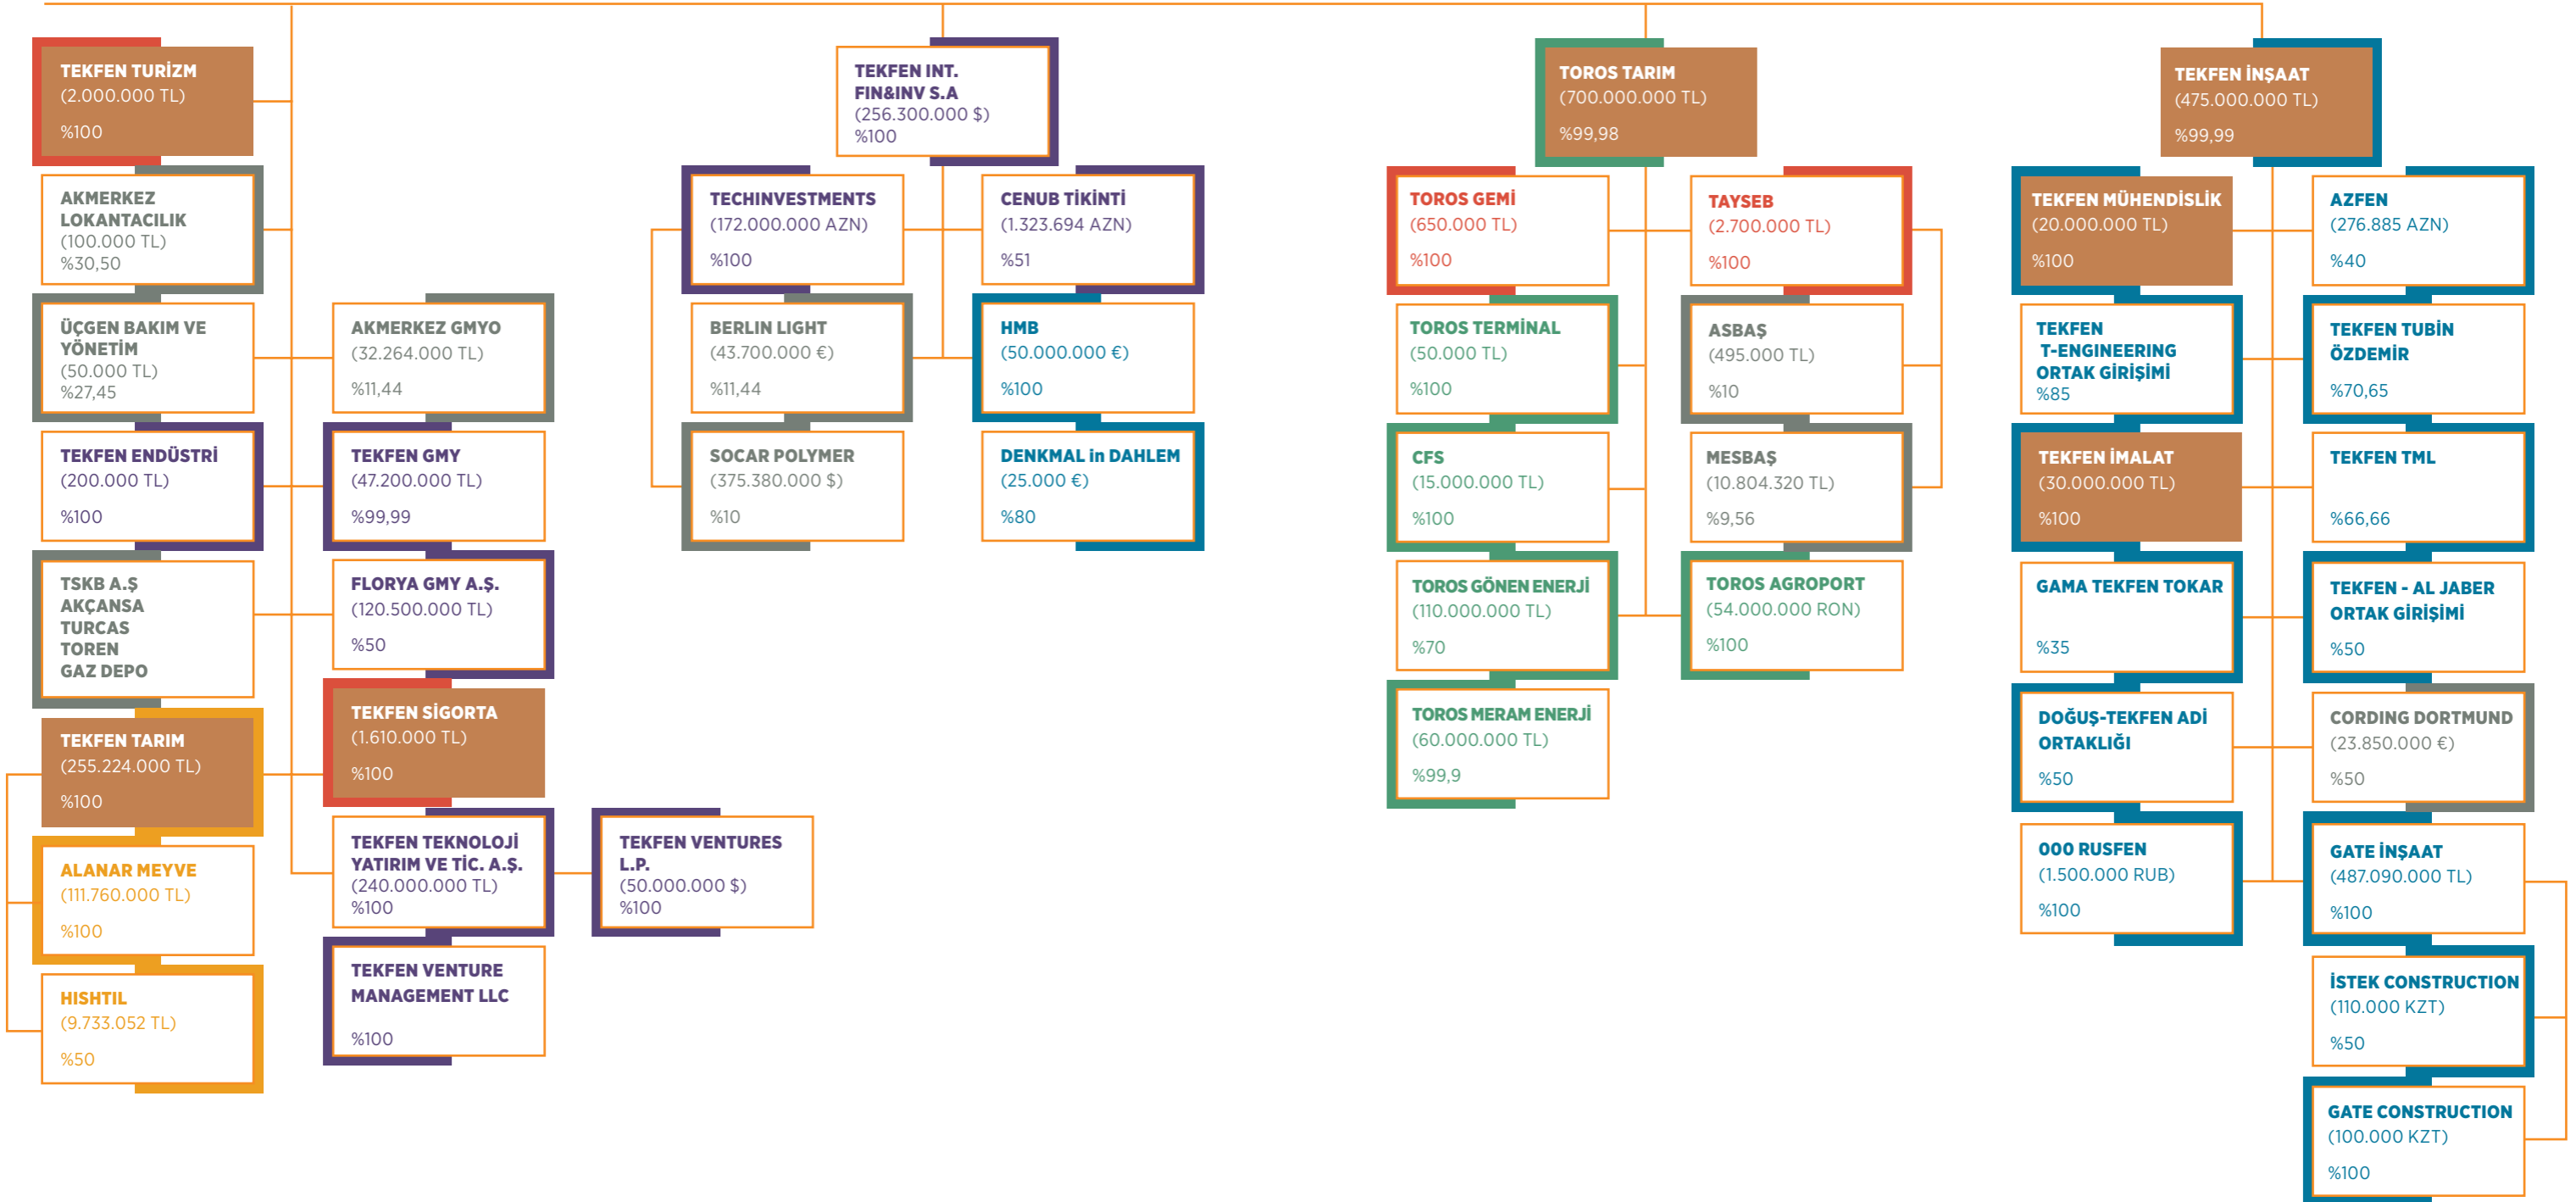 TEKFEN TURİZM
(2.000.000 TL)
%100
AKMERKEZ
LOKANTACILIK
(100.000 TL)
%30,50
ÜÇGEN BAKIM VE
YÖNETİM
(50.000 TL)
%27,45
AKMERKEZ GMYO
(32.264.000 TL)
%11,44
TEKFEN ENDÜSTRİ
(200.000 TL)
%100
TEKFEN GMY
(47.200.000 TL)
%99,99
TSKB A.Ş
AKÇANSA
TURCAS
TOREN
GAZ DEPO
FLORYA GMY A.Ş.
(120.500.000 TL)
%50
TEKFEN TARIM
(255.224.000 TL)
%100
TEKFEN SİGORTA
(1.610.000 TL)
%100
ALANAR MEYVE
(111.760.000 TL)
%100
HISHTIL
(9.733.052 TL)
%50
TEKFEN TEKNOLOJİ
YATIRIM VE TİC. A.Ş.
(240.000.000 TL)
%100
TEKFEN VENTURES
L.P.
(50.000.000 $)
%100
TEKFEN VENTURE
MANAGEMENT LLC
%100
TEKFEN INT.
FIN&INV S.A
(256.300.000 $)
%100
TECHINVESTMENTS
(172.000.000 AZN)
%100
CENUB TİKİNTİ
(1.323.694 AZN)
%51
BERLIN LIGHT
(43.700.000 €)
%11,44
HMB
(50.000.000 €)
%100
SOCAR POLYMER
(375.380.000 $)
%10
DENKMAL in DAHLEM
(25.000 €)
%80
TOROS TARIM
(700.000.000 TL)
%99,98
TOROS GEMİ
(650.000 TL)
%100
TAYSEB
(2.700.000 TL)
%100
TOROS TERMİNAL
(50.000 TL)
%100
ASBAŞ
(495.000 TL)
%10
CFS
(15.000.000 TL)
%100
MESBAŞ
(10.804.320 TL)
%9,56
TOROS GÖNEN ENERJİ
(110.000.000 TL)
%70
TOROS AGROPORT
(54.000.000 RON)
%100
TOROS MERAM ENERJİ
(60.000.000 TL)
%99,9
TEKFEN İNŞAAT
(475.000.000 TL)
%99,99
TEKFEN MÜHENDİSLİK
(20.000.000 TL)
%100
AZFEN
(276.885 AZN)
%40
TEKFEN
T-ENGINEERING
ORTAK GİRİŞİMİ
%85
TEKFEN TUBİN
ÖZDEMİR
%70,65
TEKFEN İMALAT
(30.000.000 TL)
%100
TEKFEN TML
%66,66
GAMA TEKFEN TOKAR
%35
TEKFEN - AL JABER
ORTAK GİRİŞİMİ
%50
DOĞUŞ-TEKFEN ADİ
ORTAKLIĞI
%50
CORDING DORTMUND
(23.850.000 €)
%50
000 RUSFEN
(1.500.000 RUB)
%100
GATE İNŞAAT
(487.090.000 TL)
%100
İSTEK CONSTRUCTION
(110.000 KZT)
%50
GATE CONSTRUCTION
(100.000 KZT)
%100